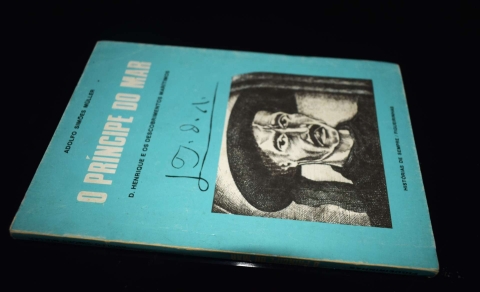 ADOLFO SIMÕES MÜLLER
O PRÍNCIPE DO MAR
D. HENRIQUE E OS DESCOBRIMENTOS MARÍTIMOS
HISTÓRIAS DE SEMPRE - FIGUEIRINHAS